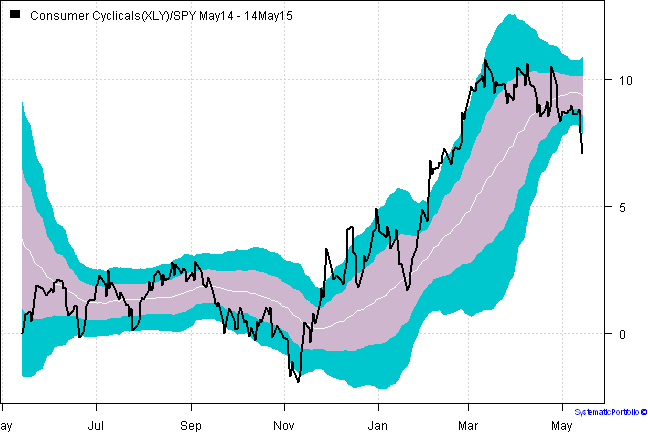 Consumer Cyclicals(XLY)/SPY May14 - 14May15
10
5
0
ay Jul Sep Nov Jan Mar May
SystematicPortfolio ©